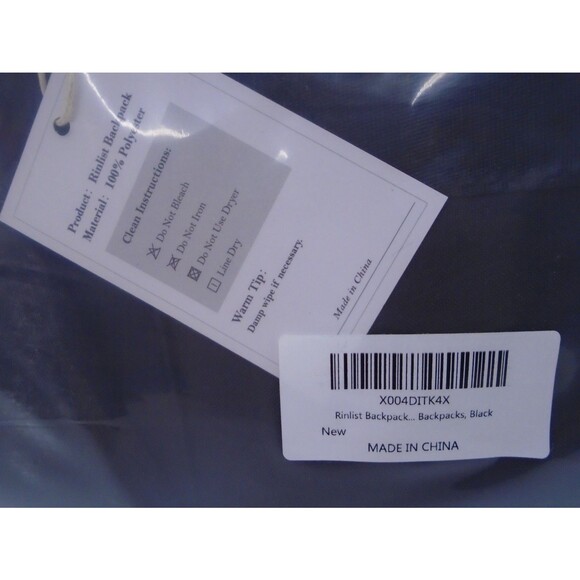 Product: Rinlist Backpack
Material: 100% Polyester
Clean Instructions:
Do Not Bleach
Do Not Iron
Do Not Use Dryer
Line Dry
Warm Tip:
Damp wipe if necessary.
Made in China
X004DITK4X
Rinlist Backpack... Backpacks, Black
New
MADE IN CHINA